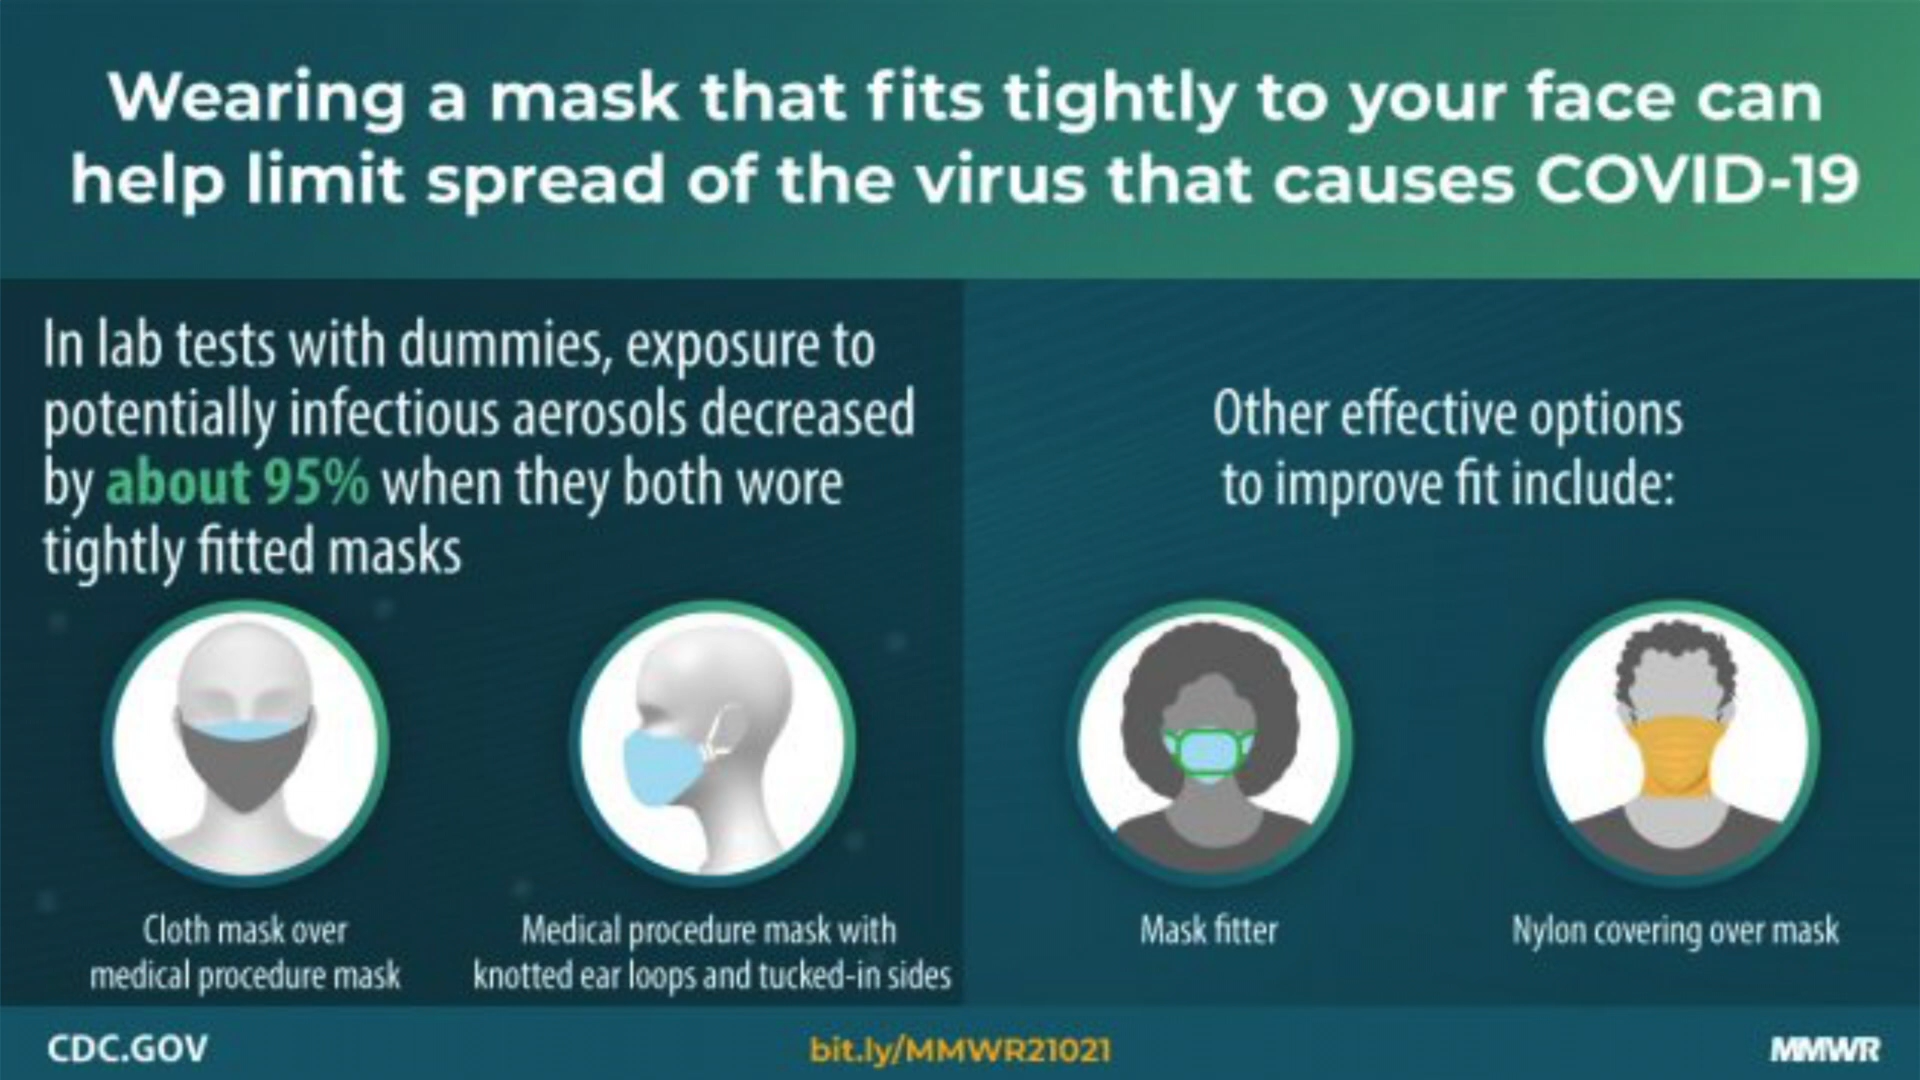 Wearing a mask that fits tightly to your face can
help limit spread of the virus that causes COVID-19
In lab tests with dummies, exposure to
potentially infectious aerosols decreased
by about 95% when they both wore
tightly fitted masks
Cloth mask over
medical procedure mask
Medical procedure mask with
knotted ear loops and tucked-in sides
Other effective options
to improve fit include:
Mask fitter
Nylon covering over mask
CDC.GOV
bit.ly/MMWR21021
MMWR